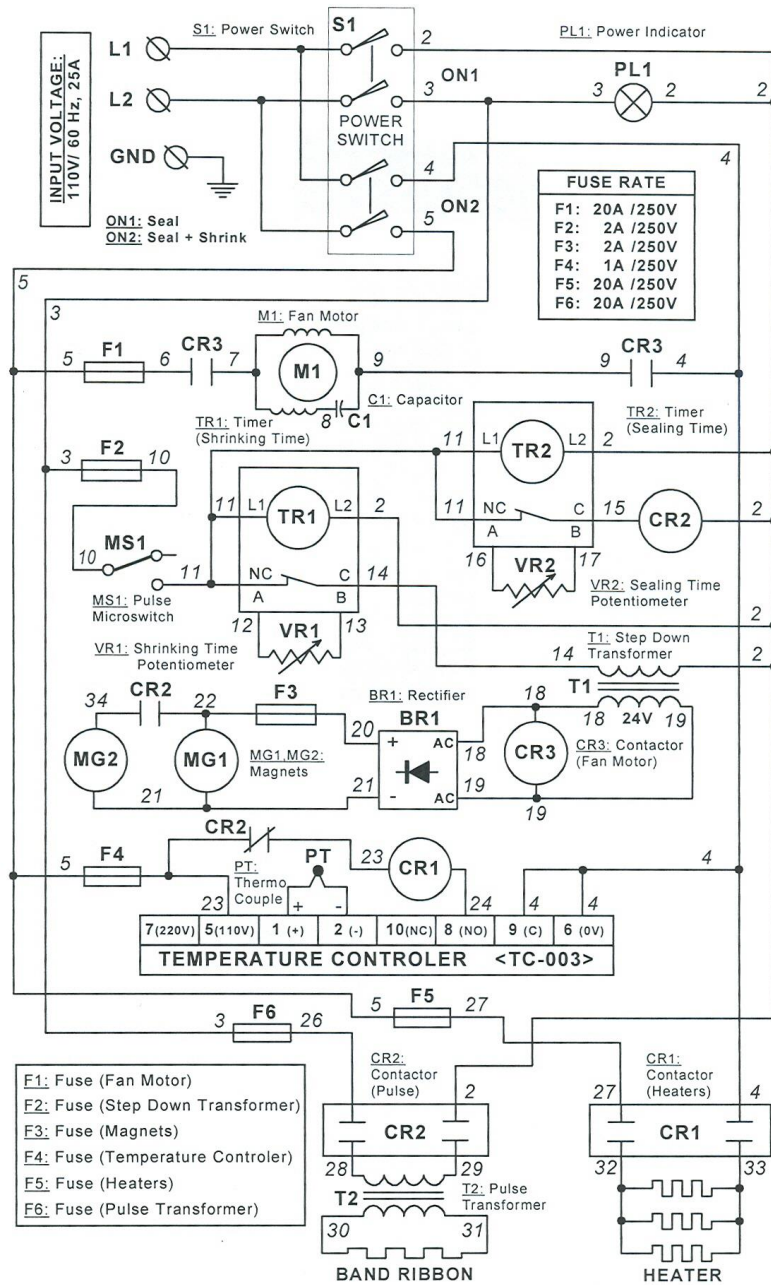 S1: Power Switch
S1
PL1: Power Indicator
INPUT VOLTAGE:
110V/ 60 Hz, 25A
L1
2
ON1
PL1
L2
3
3
2
2
POWER
SWITCH
GND
4
4
ON2
5
ON1: Seal
ON2: Seal + Shrink
FUSE RATE
F1: 20A /250V
F2: 2A /250V
F3: 2A /250V
F4: 1A /250V
F5: 20A /250V
F6: 20A /250V
5
3
M1: Fan Motor
5
F1
6
CR3
7
M1
9
9
CR3
4
8
C1
C1: Capacitor
TR1: Timer
(Shrinking Time)
TR2: Timer
(Sealing Time)
3
F2
10
11
L1
TR2
L2
2
11
L1
TR1
L2
2
11
NC
C
15
CR2
2
A
B
10
MS1
11
NC
C
14
A
B
16
VR2
17
MS1: Pulse
Microswitch
VR2: Sealing Time
Potentiometer
12
VR1
13
2
VR1: Shrinking Time
Potentiometer
T1: Step Down
Transformer
14
2
T1
34
CR2
22
F3
BR1: Rectifier
20
BR1
18
18
24V
19
+
AC
18
MG2
MG1
MG1,MG2:
Magnets
CR3
CR3: Contactor
(Fan Motor)
21
21
-
AC
19
19
5
F4
CR2
PT:
Thermo
Couple
PT
23
CR1
4
23
+
-
24
4
4
7(220V)
5(110V)
1 (+)
2 (-)
10(NC)
8 (NO)
9 (C)
6 (0V)
TEMPERATURE CONTROLER <TC-003>
5
F5
27
3
F6
26
CR2:
Contactor
(Pulse)
CR1:
Contactor
(Heaters)
2
27
4
CR2
CR1
28
29
32
33
T2
T2: Pulse
Transformer
30
31
BAND RIBBON
HEATER
F1: Fuse (Fan Motor)
F2: Fuse (Step Down Transformer)
F3: Fuse (Magnets)
F4: Fuse (Temperature Controler)
F5: Fuse (Heaters)
F6: Fuse (Pulse Transformer)